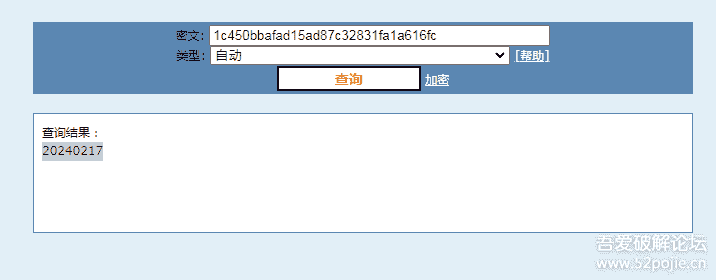 密文: 1c450bbafad15ad87c32831fa1a616fc
类型: 自动 [帮助]
查询 加密
查询结果：
20240217
吾爱破解论坛
www.52pojie.cn